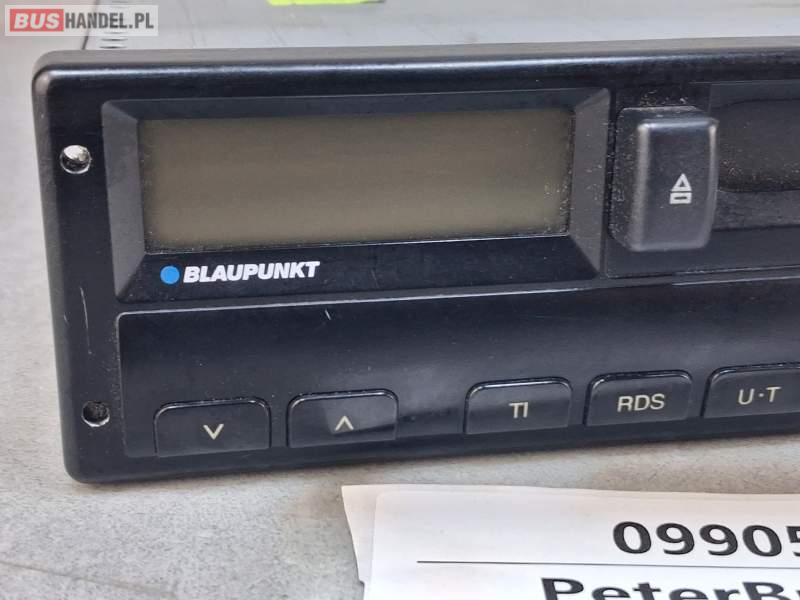 BUSHANDEL.PL
BLAUPUNKT
TI RDS U·T
09905